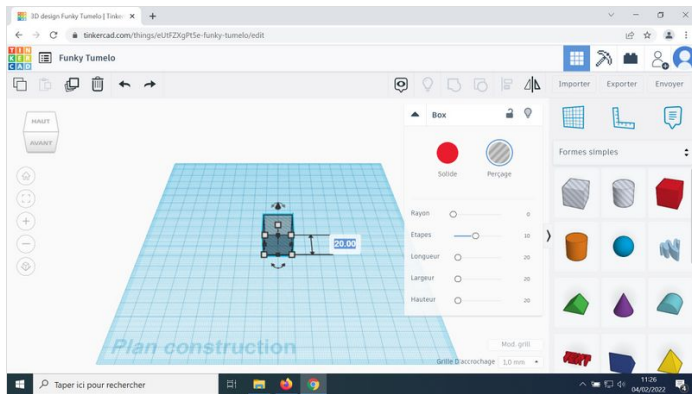 3D design Funky Tumelo | Tinker
tinkercad.com/things/eUtFZXgPt5e-funky-tumelo/edit
TIN
KER
CAD
Funky Tumelo
Importer Exporter Envoyer
HAUT
AVANT
Box
Solide Perçage
Rayon 0
Etapes 10
Longueur 20
Largeur 20
Hauteur 20
20.00
Formes simples
Plan construction
Mod. grill
Grille D accrochage 1.0 mm
TEXT
Taper ici pour rechercher
11:26
04/02/2022